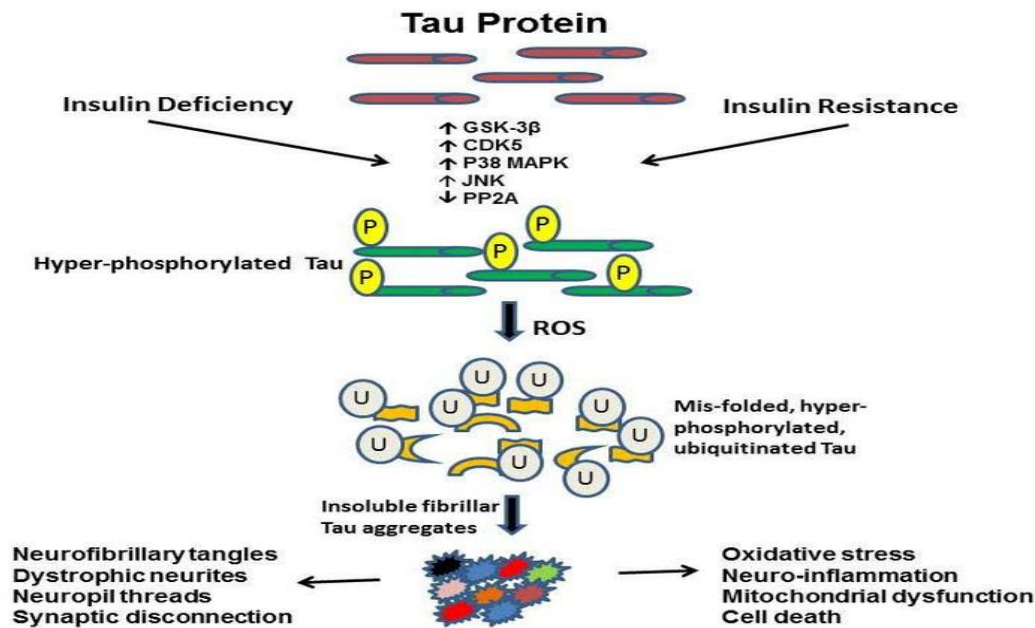 Tau Protein
Insulin Deficiency
Insulin Resistance
↑ GSK-3β
↑ CDK5
↑ P38 MAPK
↑ JNK
↓ PP2A
P
P
P
Hyper-phosphorylated Tau
P
P
ROS
U
U
U
U
U
U
U
U
U
Mis-folded, hyper-
phosphorylated,
ubiquitinated Tau
Insoluble fibrillar
Tau aggregates
Neurofibrillary tangles
Dystrophic neurites
Neuropil threads
Synaptic disconnection
Oxidative stress
Neuro-inflammation
Mitochondrial dysfunction
Cell death